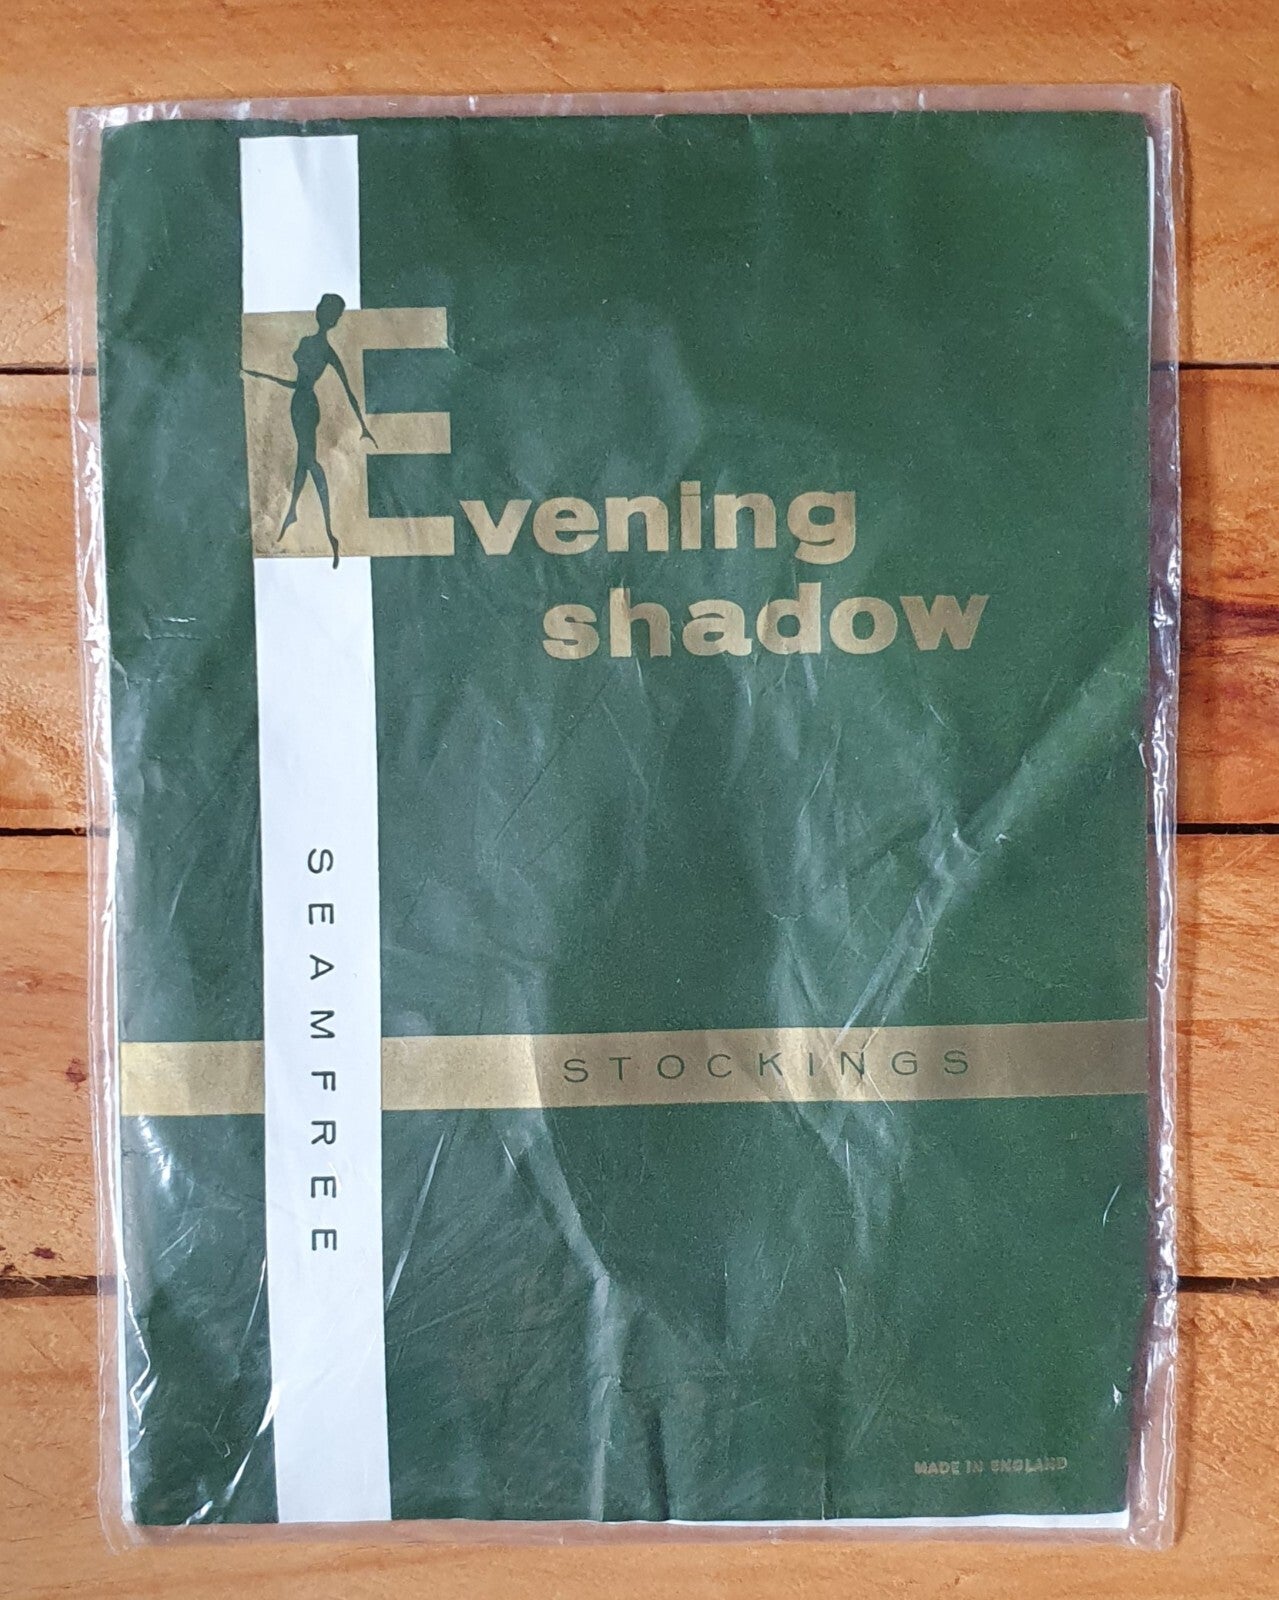 Evening
shadow
SEAMFREE
STOCKINGS
MADE IN ENGLAND